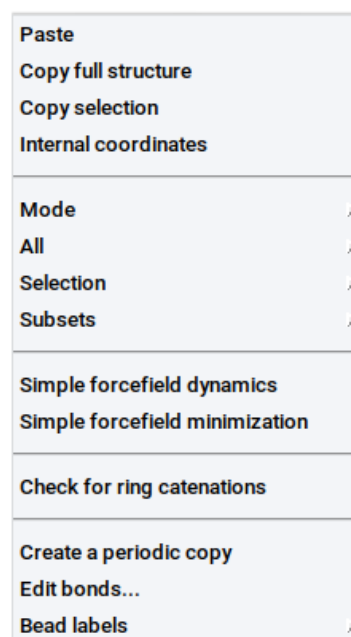 Paste
Copy full structure
Copy selection
Internal coordinates
Mode
All
Selection
Subsets
Simple forcefield dynamics
Simple forcefield minimization
Check for ring catenations
Create a periodic copy
Edit bonds...
Bead labels